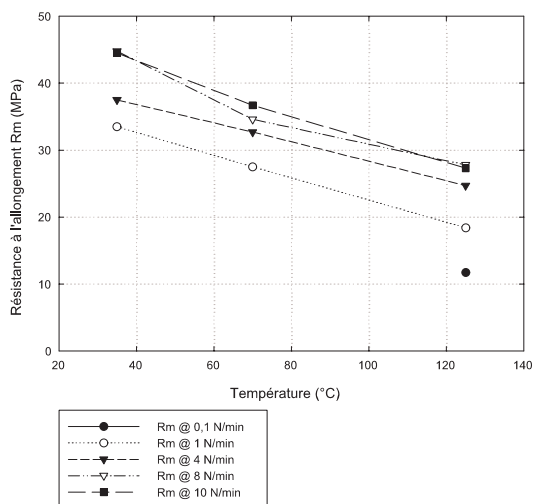 50
40
30
20
10
0
Résistance à l'allongement Rm (MPa)
20 40 60 80 100 120 140
Température (°C)
Rm @ 0,1 N/min
Rm @ 1 N/min
Rm @ 4 N/min
Rm @ 8 N/min
Rm @ 10 N/min